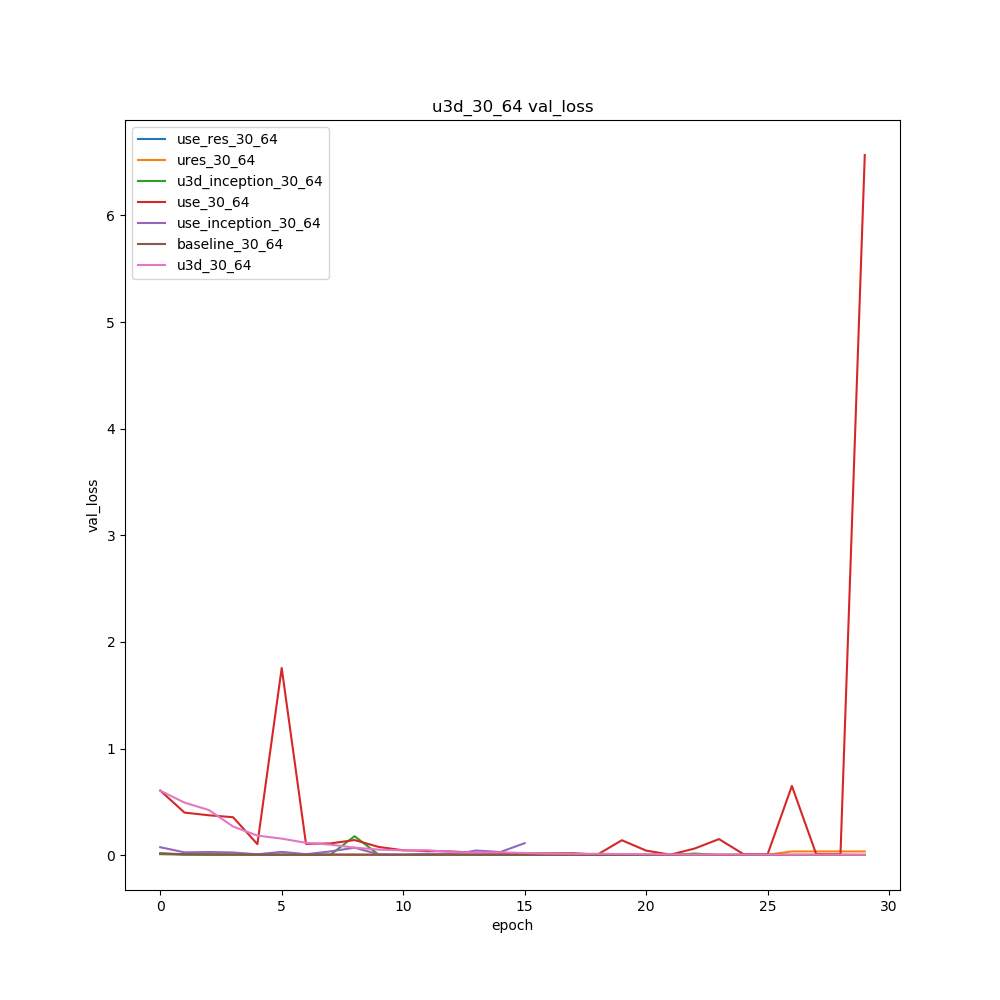 u3d_30_64 val_loss
use_res_30_64
ures_30_64
u3d_inception_30_64
use_30_64
use_inception_30_64
baseline_30_64
u3d_30_64
6
5
4
3
2
1
0
val_loss
0 5 10 15 20 25 30
epoch